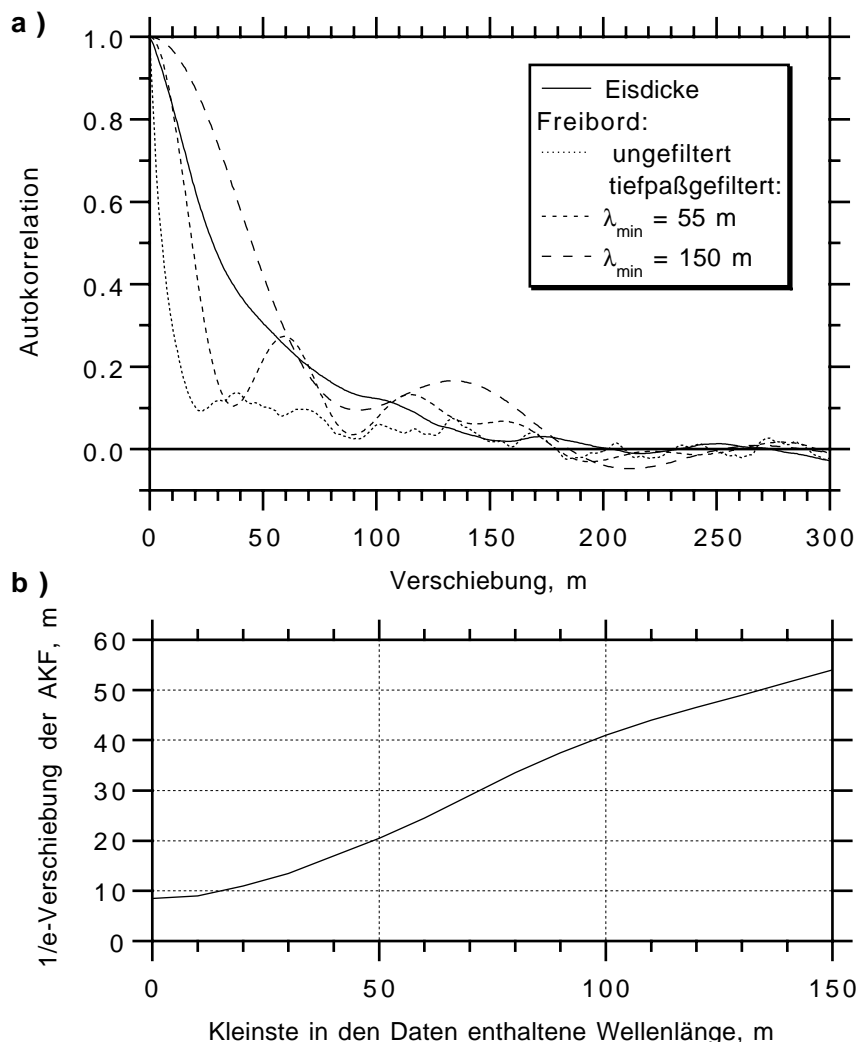 a )
1.0
0.8
0.6
0.4
0.2
0.0
Autokorrelation
Eisdicke
Freibord:
ungefiltert
tiefpaßgefiltert:
λmin = 55 m
λmin = 150 m
0 50 100 150 200 250 300
Verschiebung, m
b )
60
50
40
30
20
10
0
1/e-Verschiebung der AKF, m
0 50 100 150
Kleinste in den Daten enthaltene Wellenlänge, m